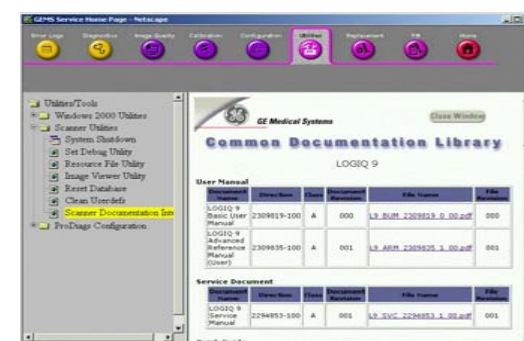 GEMS Service Home Page - Netscape
Error Logs Diagnostics Image Quality Calibration Configuration Utilities Replacement PM Home
Utilities/Tools
Windows 2000 Utilities
Scanner Utilities
System Shutdown
Set Debug Utility
Resource File Utility
Image Viewer Utility
Reset Database
Clean Userdefs
Scanner Documentation Inte
ProDiags Configuration
GE Medical Systems
Close Window
Common Documentation Library
LOGIQ 9
User Manual
Document Name Direction Class Document Revision File Name File Revision
LOGIQ 9 Basic User Manual 2309819-100 A 000 L9_BUM_2309819_0_00.pdf 000
LOGIQ 9 Advanced Reference Manual (User) 2309835-100 A 001 L9_ARM_2309835_1_00.pdf 001
Service Document
Document Name Direction Class Document Revision File Name File Revision
LOGIQ 9 Service Manual 2294853-100 A 001 L9_SVC_2294853_1_00.pdf 001